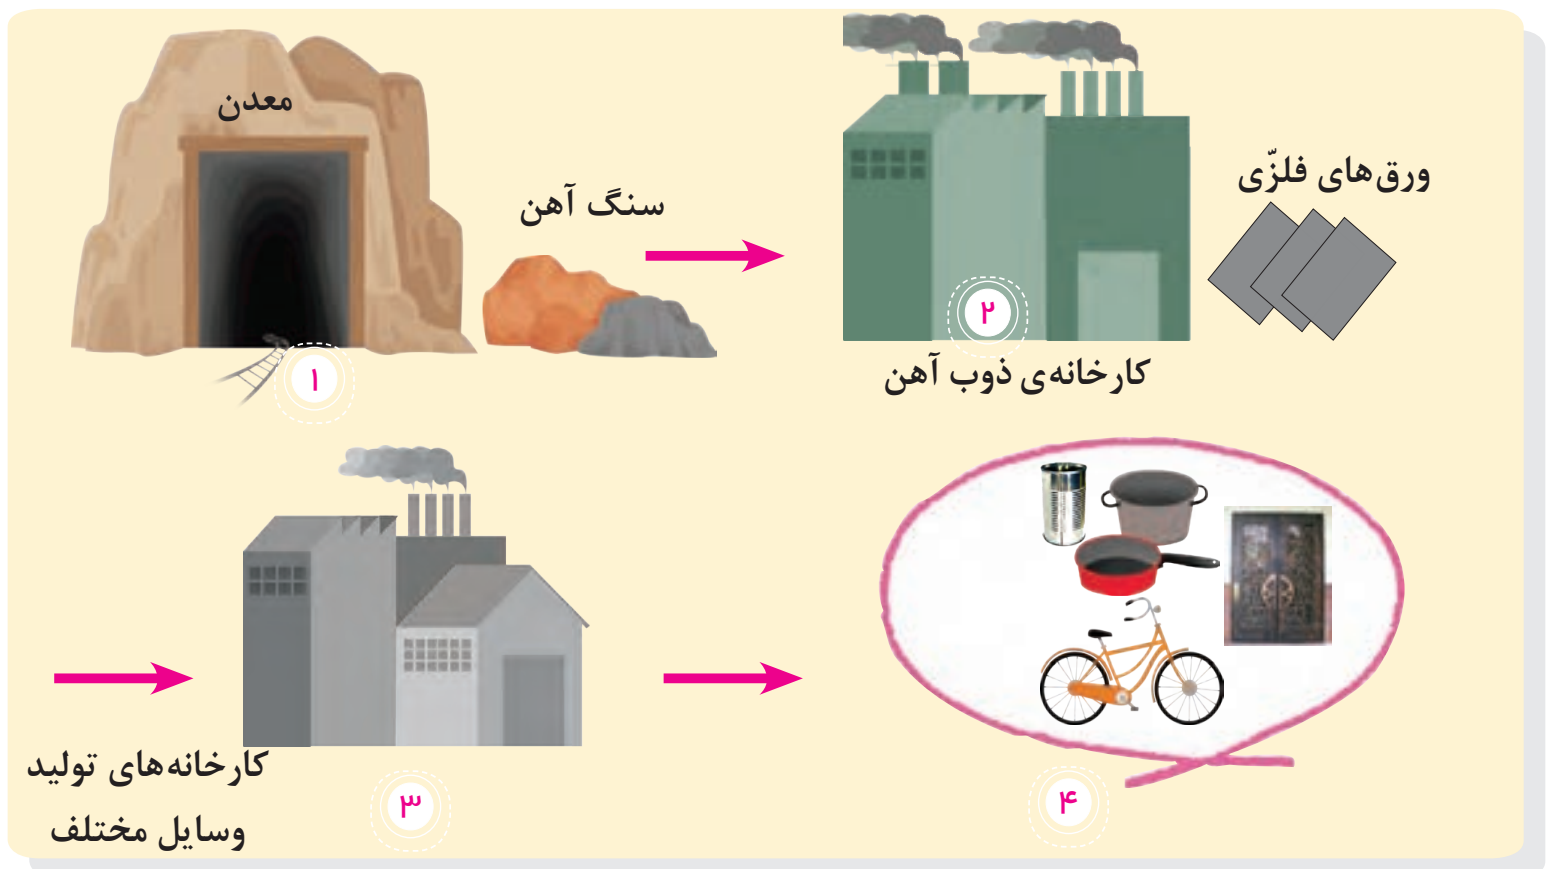 معدن
سنگ آهن
۱
ورق‌های فلزّی
۲
کارخانه‌ی ذوب آهن
کارخانه‌های تولید
وسایل مختلف
۳
۴